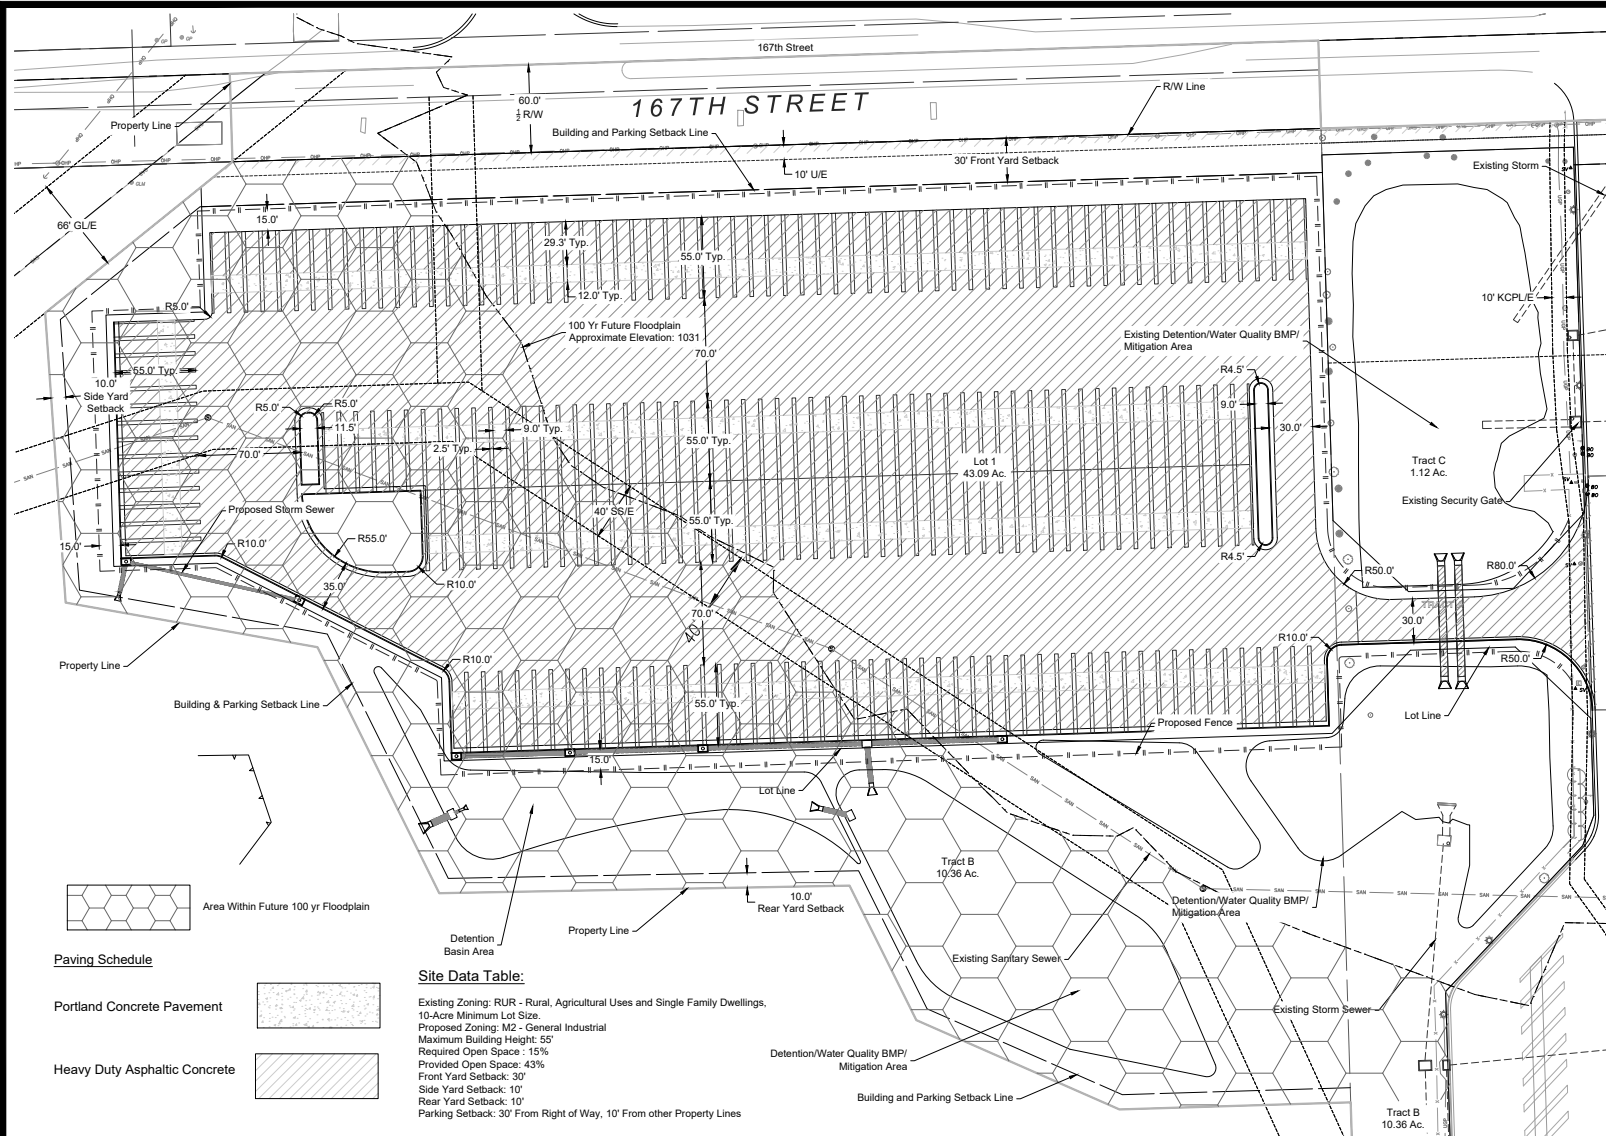 167th Street
167TH STREET
60.0'
½ R/W
R/W Line
Property Line
Building and Parking Setback Line
30' Front Yard Setback
10' U/E
Existing Storm
15.0'
66' GL/E
29.3' Typ.
55.0' Typ.
12.0' Typ.
R5.0'
10' KCPL/E
100 Yr Future Floodplain
Approximate Elevation: 1031
70.0'
Existing Detention/Water Quality BMP/
Mitigation Area
55.0' Typ.
10.0'
Side Yard
Setback
R4.5'
R5.0'
R5.0'
11.5'
9.0'
9.0' Typ.
30.0'
2.5' Typ.
55.0' Typ.
70.0'
Lot 1
43.09 Ac.
Tract C
1.12 Ac.
Existing Security Gate
Proposed Storm Sewer
40' SS/E
55.0' Typ.
15.0'
R10.0'
R55.0'
R4.5'
R50.0'
R80.0'
35.0'
R10.0'
70.0'
40'
30.0'
R10.0'
R10.0'
R50.0'
Property Line
Building & Parking Setback Line
55.0' Typ.
Proposed Fence
Lot Line
15.0'
Lot Line
Tract B
10.36 Ac.
10.0'
Rear Yard Setback
Detention/Water Quality BMP/
Mitigation Area
Area Within Future 100 yr Floodplain
Property Line
Detention
Basin Area
Existing Sanitary Sewer
Paving Schedule
Portland Concrete Pavement
Heavy Duty Asphaltic Concrete
Site Data Table:
Existing Zoning: RUR - Rural, Agricultural Uses and Single Family Dwellings,
10-Acre Minimum Lot Size.
Proposed Zoning: M2 - General Industrial
Maximum Building Height: 55'
Required Open Space : 15%
Provided Open Space: 43%
Front Yard Setback: 30'
Side Yard Setback: 10'
Rear Yard Setback: 10'
Parking Setback: 30' From Right of Way, 10' From other Property Lines
Existing Storm Sewer
Detention/Water Quality BMP/
Mitigation Area
Building and Parking Setback Line
Tract B
10.36 Ac.